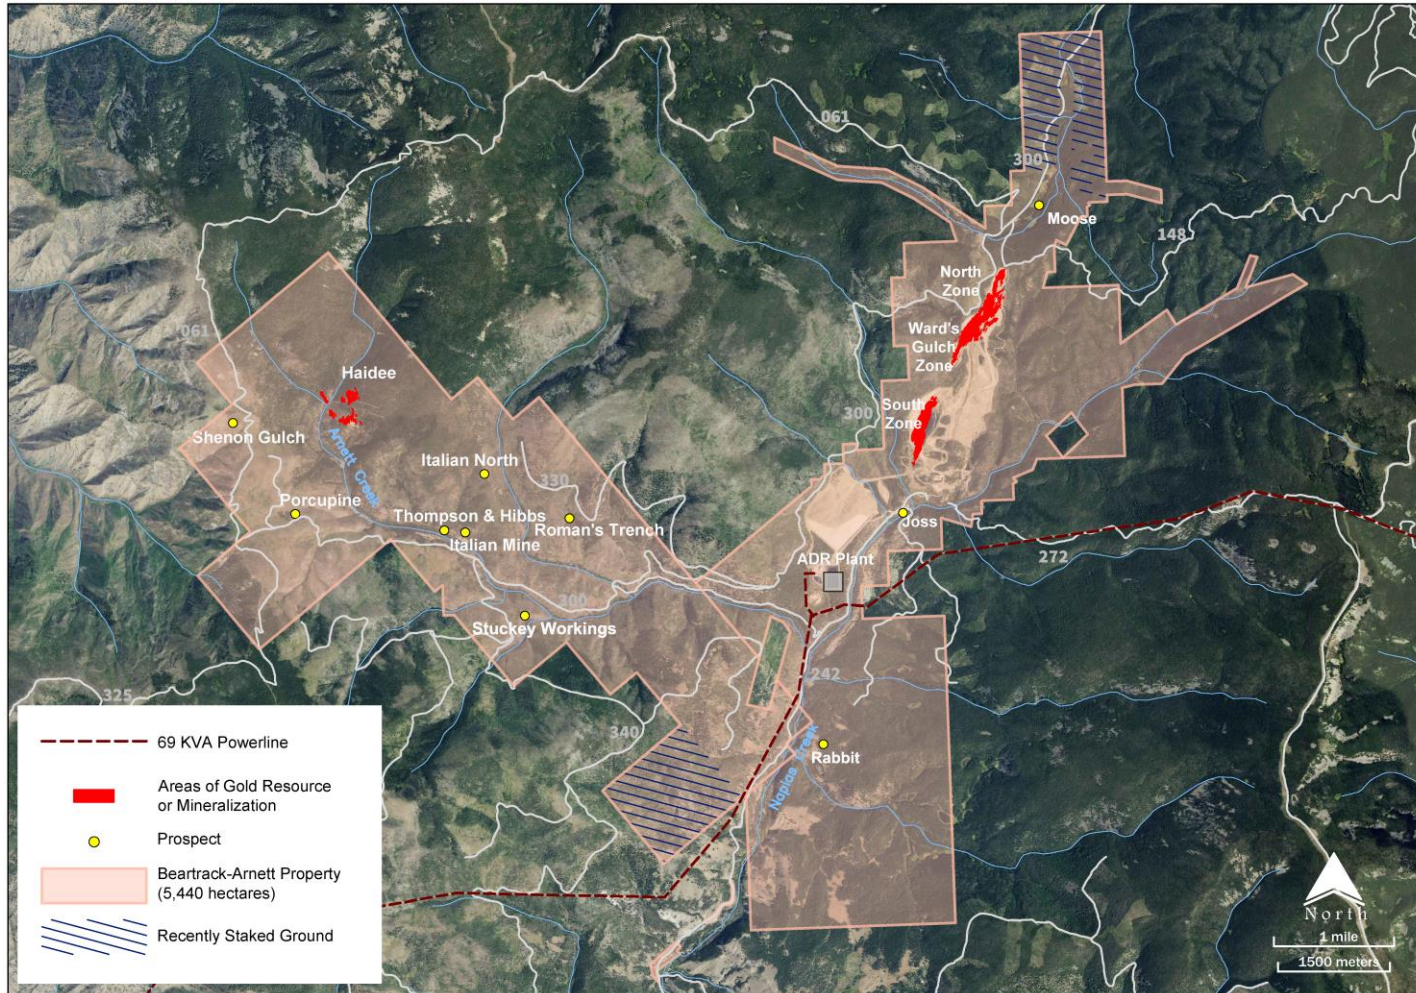 061
300
Moose
148
North
Zone
Ward's
Gulch
Zone
061
Haidee
300
South
Zone
Shenon Gulch
Arnett Creek
Italian North
330
Porcupine
Thompson & Hibbs
Roman's Trench
Italian Mine
Joss
ADR Plant
272
300
Stuckey Workings
242
325
340
Rabbit
Napias Creek
69 KVA Powerline
Areas of Gold Resource
or Mineralization
Prospect
Beartrack-Arnett Property
(5,440 hectares)
Recently Staked Ground
North
1 mile
1500 meters